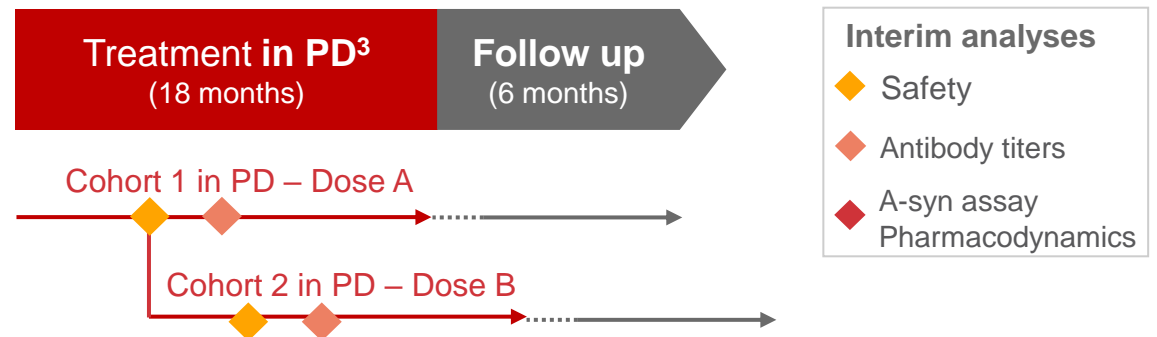 Treatment in PD³
(18 months)
Follow up
(6 months)
Interim analyses
Safety
Antibody titers
A-syn assay
Pharmacodynamics
Cohort 1 in PD – Dose A
Cohort 2 in PD – Dose B